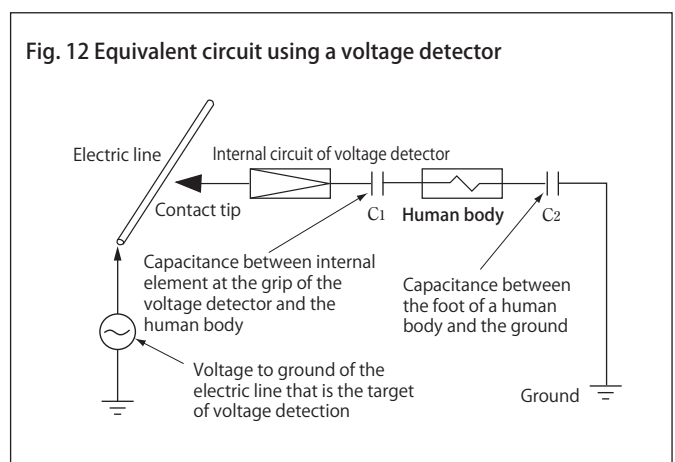 Fig. 12 Equivalent circuit using a voltage detector
Electric line
Internal circuit of voltage detector
Contact tip
C1
Human body
C2
Capacitance between internal
element at the grip of the
voltage detector and the
human body
Capacitance between
the foot of a human
body and the ground
Voltage to ground of the
electric line that is the target
of voltage detection
Ground